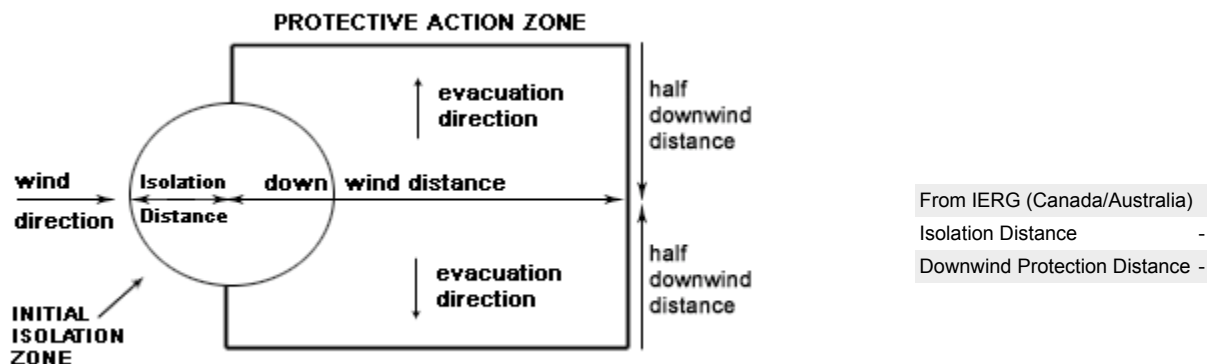 PROTECTIVE ACTION ZONE
evacuation
direction
half
downwind
distance
wind
direction
Isolation
Distance
down wind distance
evacuation
direction
half
downwind
distance
INITIAL
ISOLATION
ZONE
From IERG (Canada/Australia)
Isolation Distance -
Downwind Protection Distance -